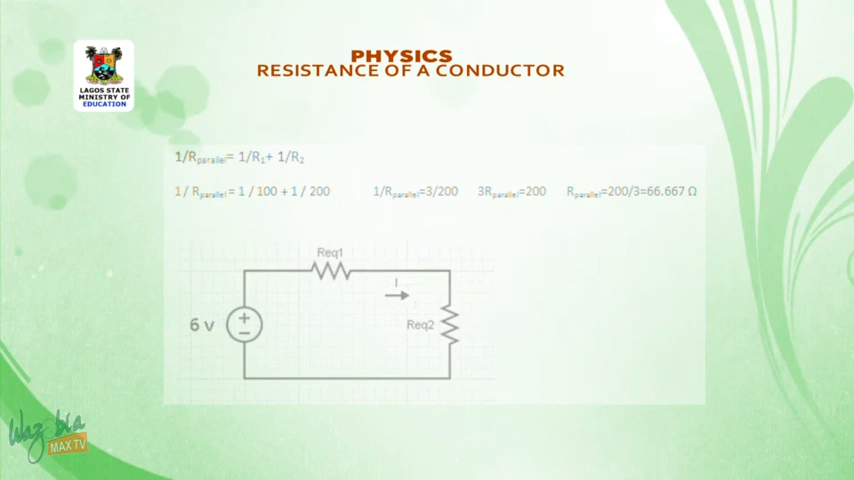 PHYSICS
RESISTANCE OF A CONDUCTOR
LAGOS STATE
MINISTRY OF
EDUCATION
1/Rparallel= 1/R1+ 1/R2
1/ Rparallel = 1 / 100 + 1 / 200 1/Rparallel=3/200 3Rparallel=200 Rparallel=200/3=66.667 Ω
Req1
I
6 v
Req2
Wazobia
MAX TV